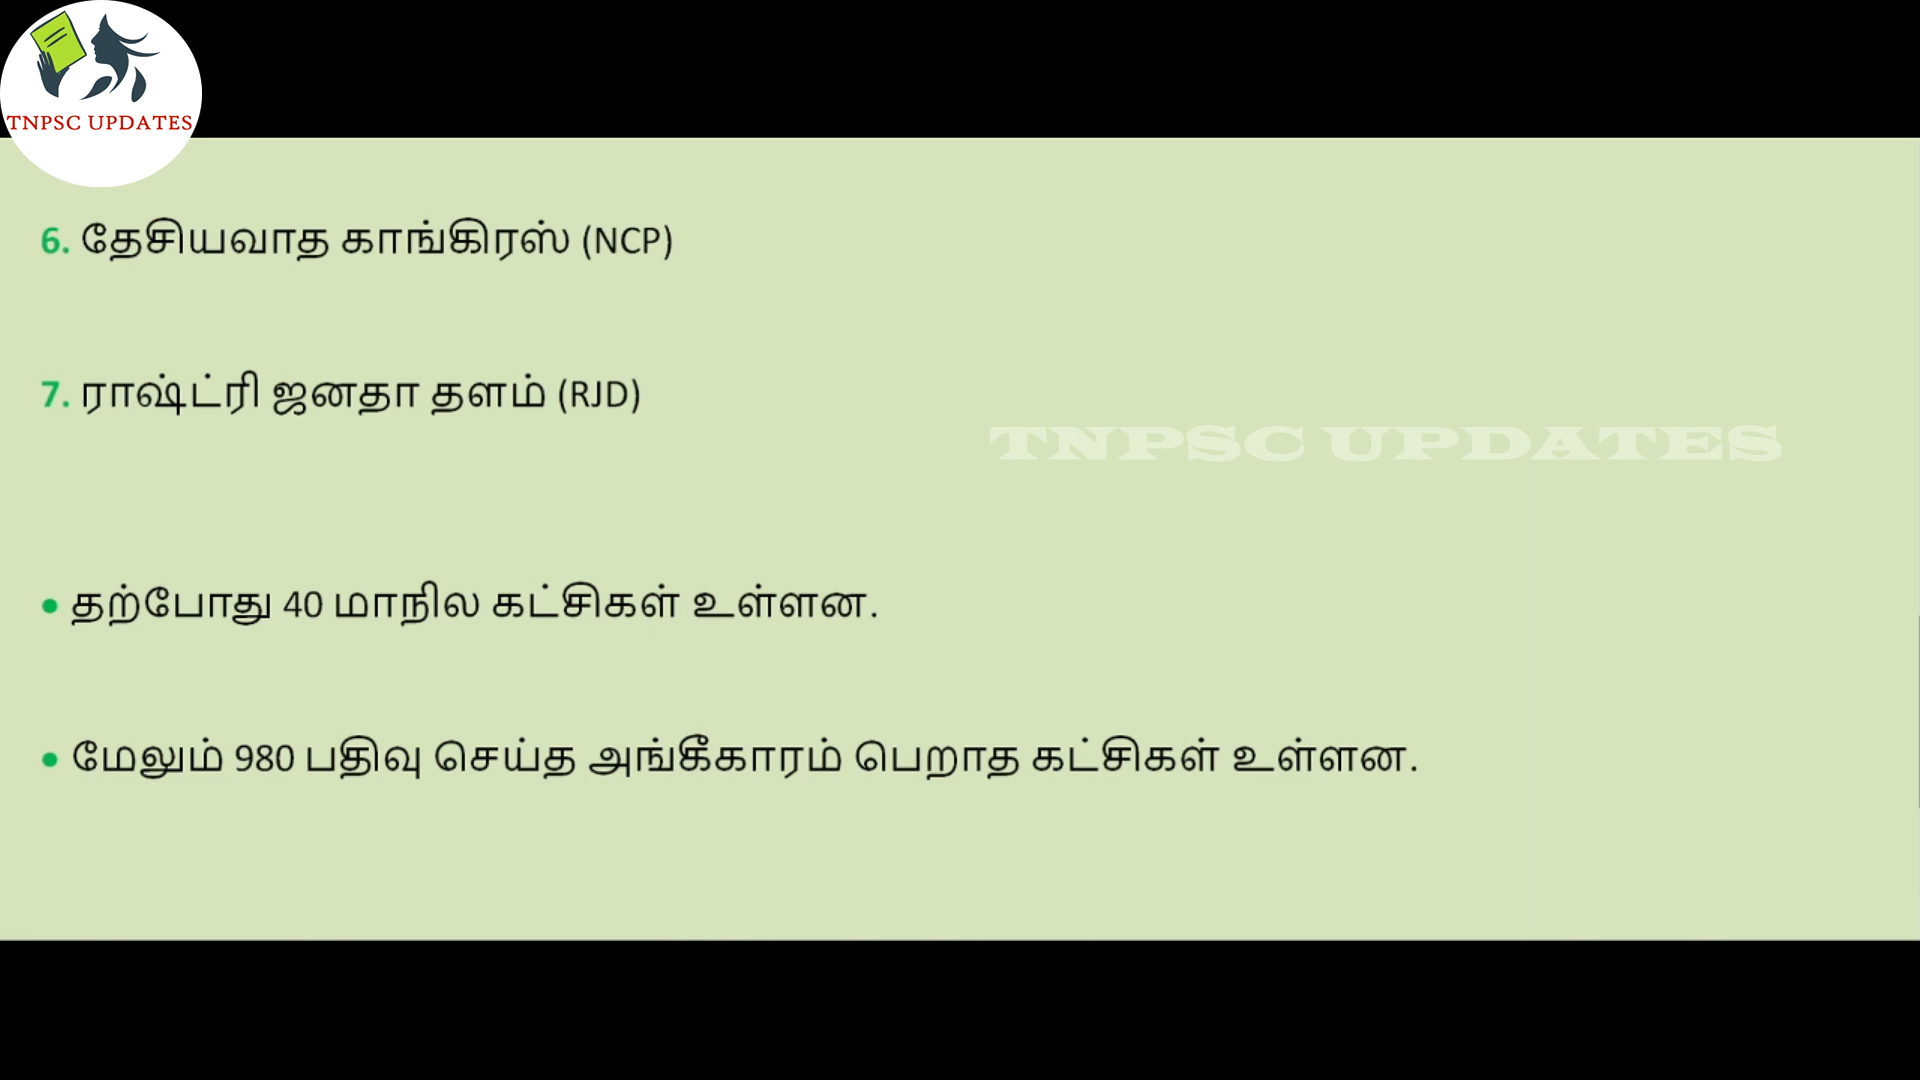 TNPSC UPDATES
6. தேசியவாத காங்கிரஸ் (NCP)
7. ராஷ்ட்ரி ஜனதா தளம் (RJD)
TNPSC UPDATES
• தற்போது 40 மாநில கட்சிகள் உள்ளன.
• மேலும் 980 பதிவு செய்த அங்கீகாரம் பெறாத கட்சிகள் உள்ளன.